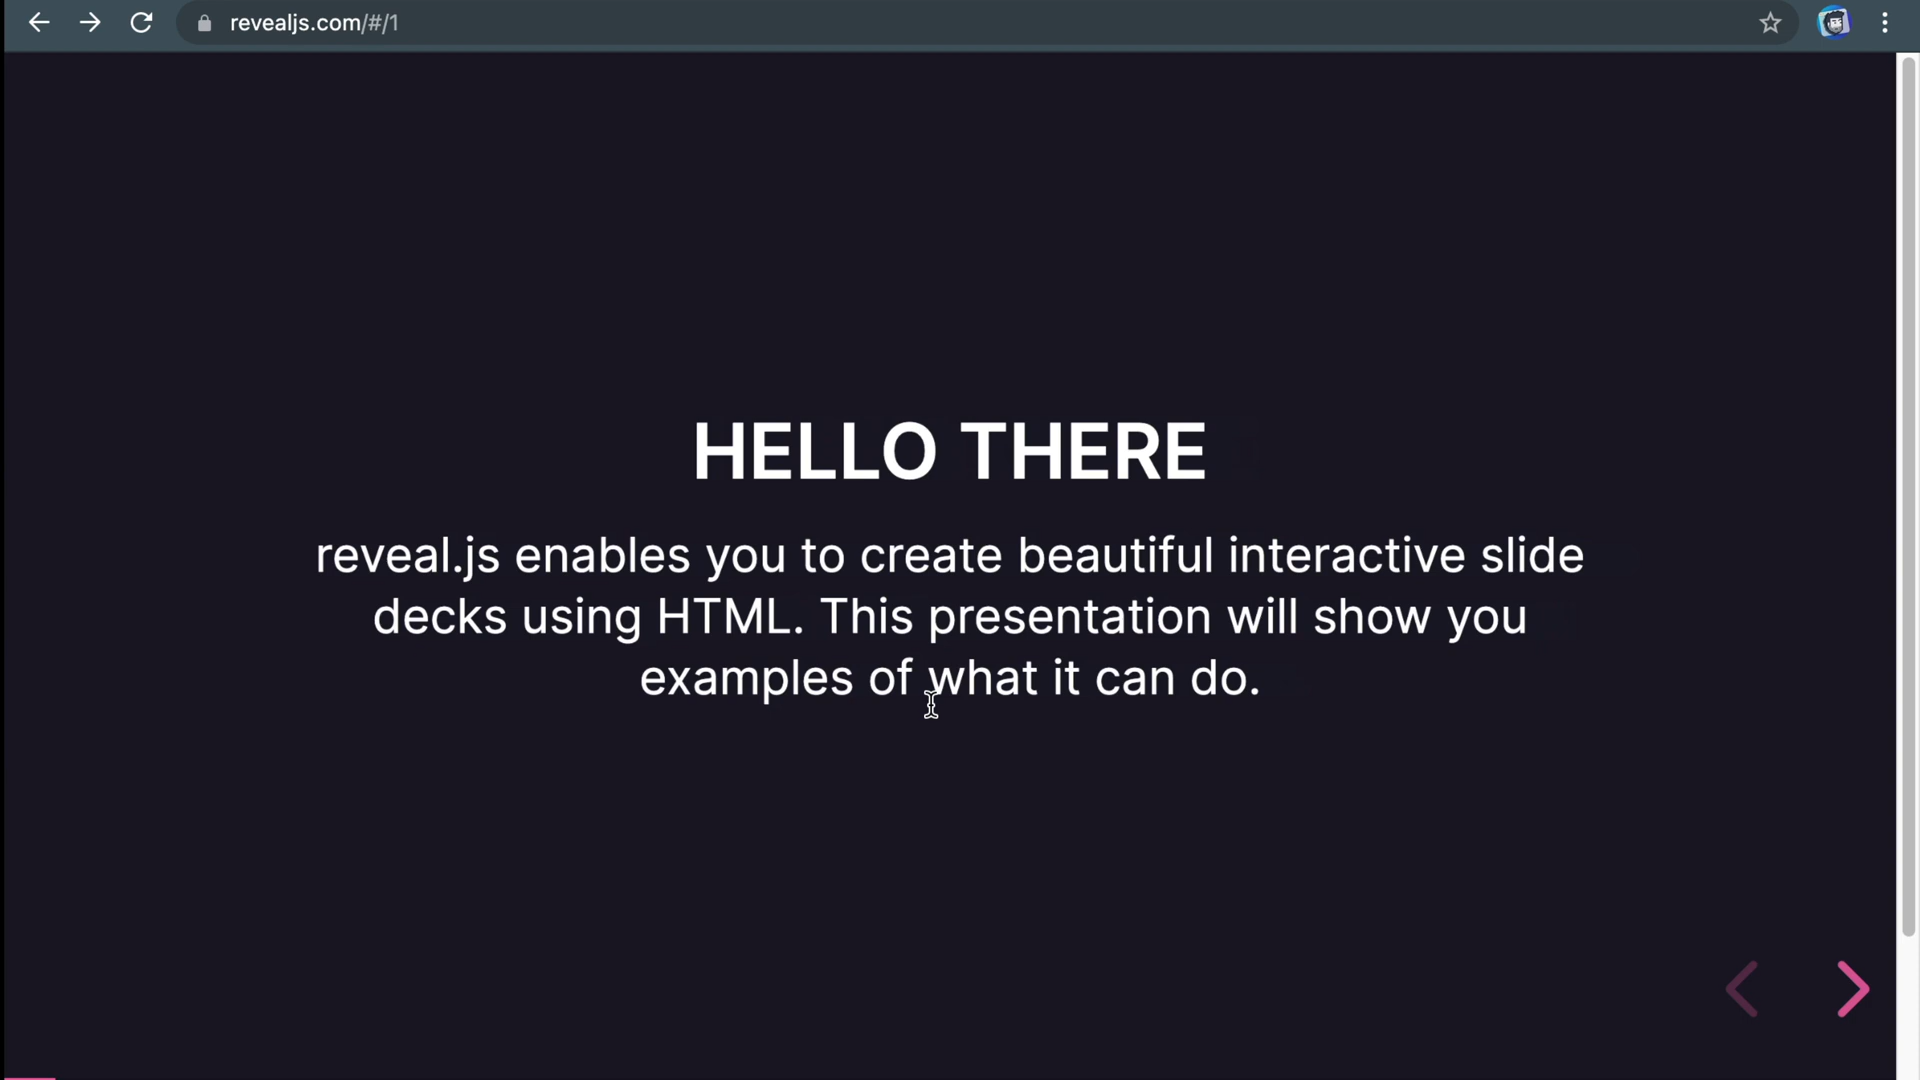 revealjs.com/#/1
HELLO THERE
reveal.js enables you to create beautiful interactive slide
decks using HTML. This presentation will show you
examples of what it can do.